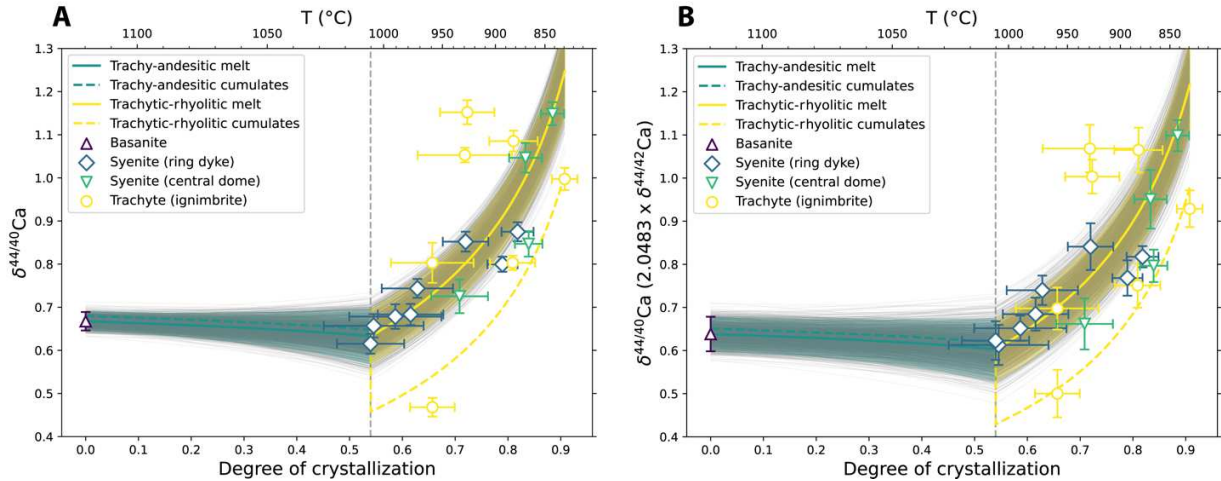 A
T (°C)
1100 1050 1000 950 900 850
δ44/40Ca
1.3
1.2
1.1
1.0
0.9
0.8
0.7
0.6
0.5
0.4
Trachy-andesitic melt
Trachy-andesitic cumulates
Trachytic-rhyolitic melt
Trachytic-rhyolitic cumulates
Basanite
Syenite (ring dyke)
Syenite (central dome)
Trachyte (ignimbrite)
0.0 0.1 0.2 0.3 0.4 0.5 0.6 0.7 0.8 0.9
Degree of crystallization
B
T (°C)
1100 1050 1000 950 900 850
δ44/40Ca (2.0483 x δ44/42Ca)
1.3
1.2
1.1
1.0
0.9
0.8
0.7
0.6
0.5
0.4
Trachy-andesitic melt
Trachy-andesitic cumulates
Trachytic-rhyolitic melt
Trachytic-rhyolitic cumulates
Basanite
Syenite (ring dyke)
Syenite (central dome)
Trachyte (ignimbrite)
0.0 0.1 0.2 0.3 0.4 0.5 0.6 0.7 0.8 0.9
Degree of crystallization